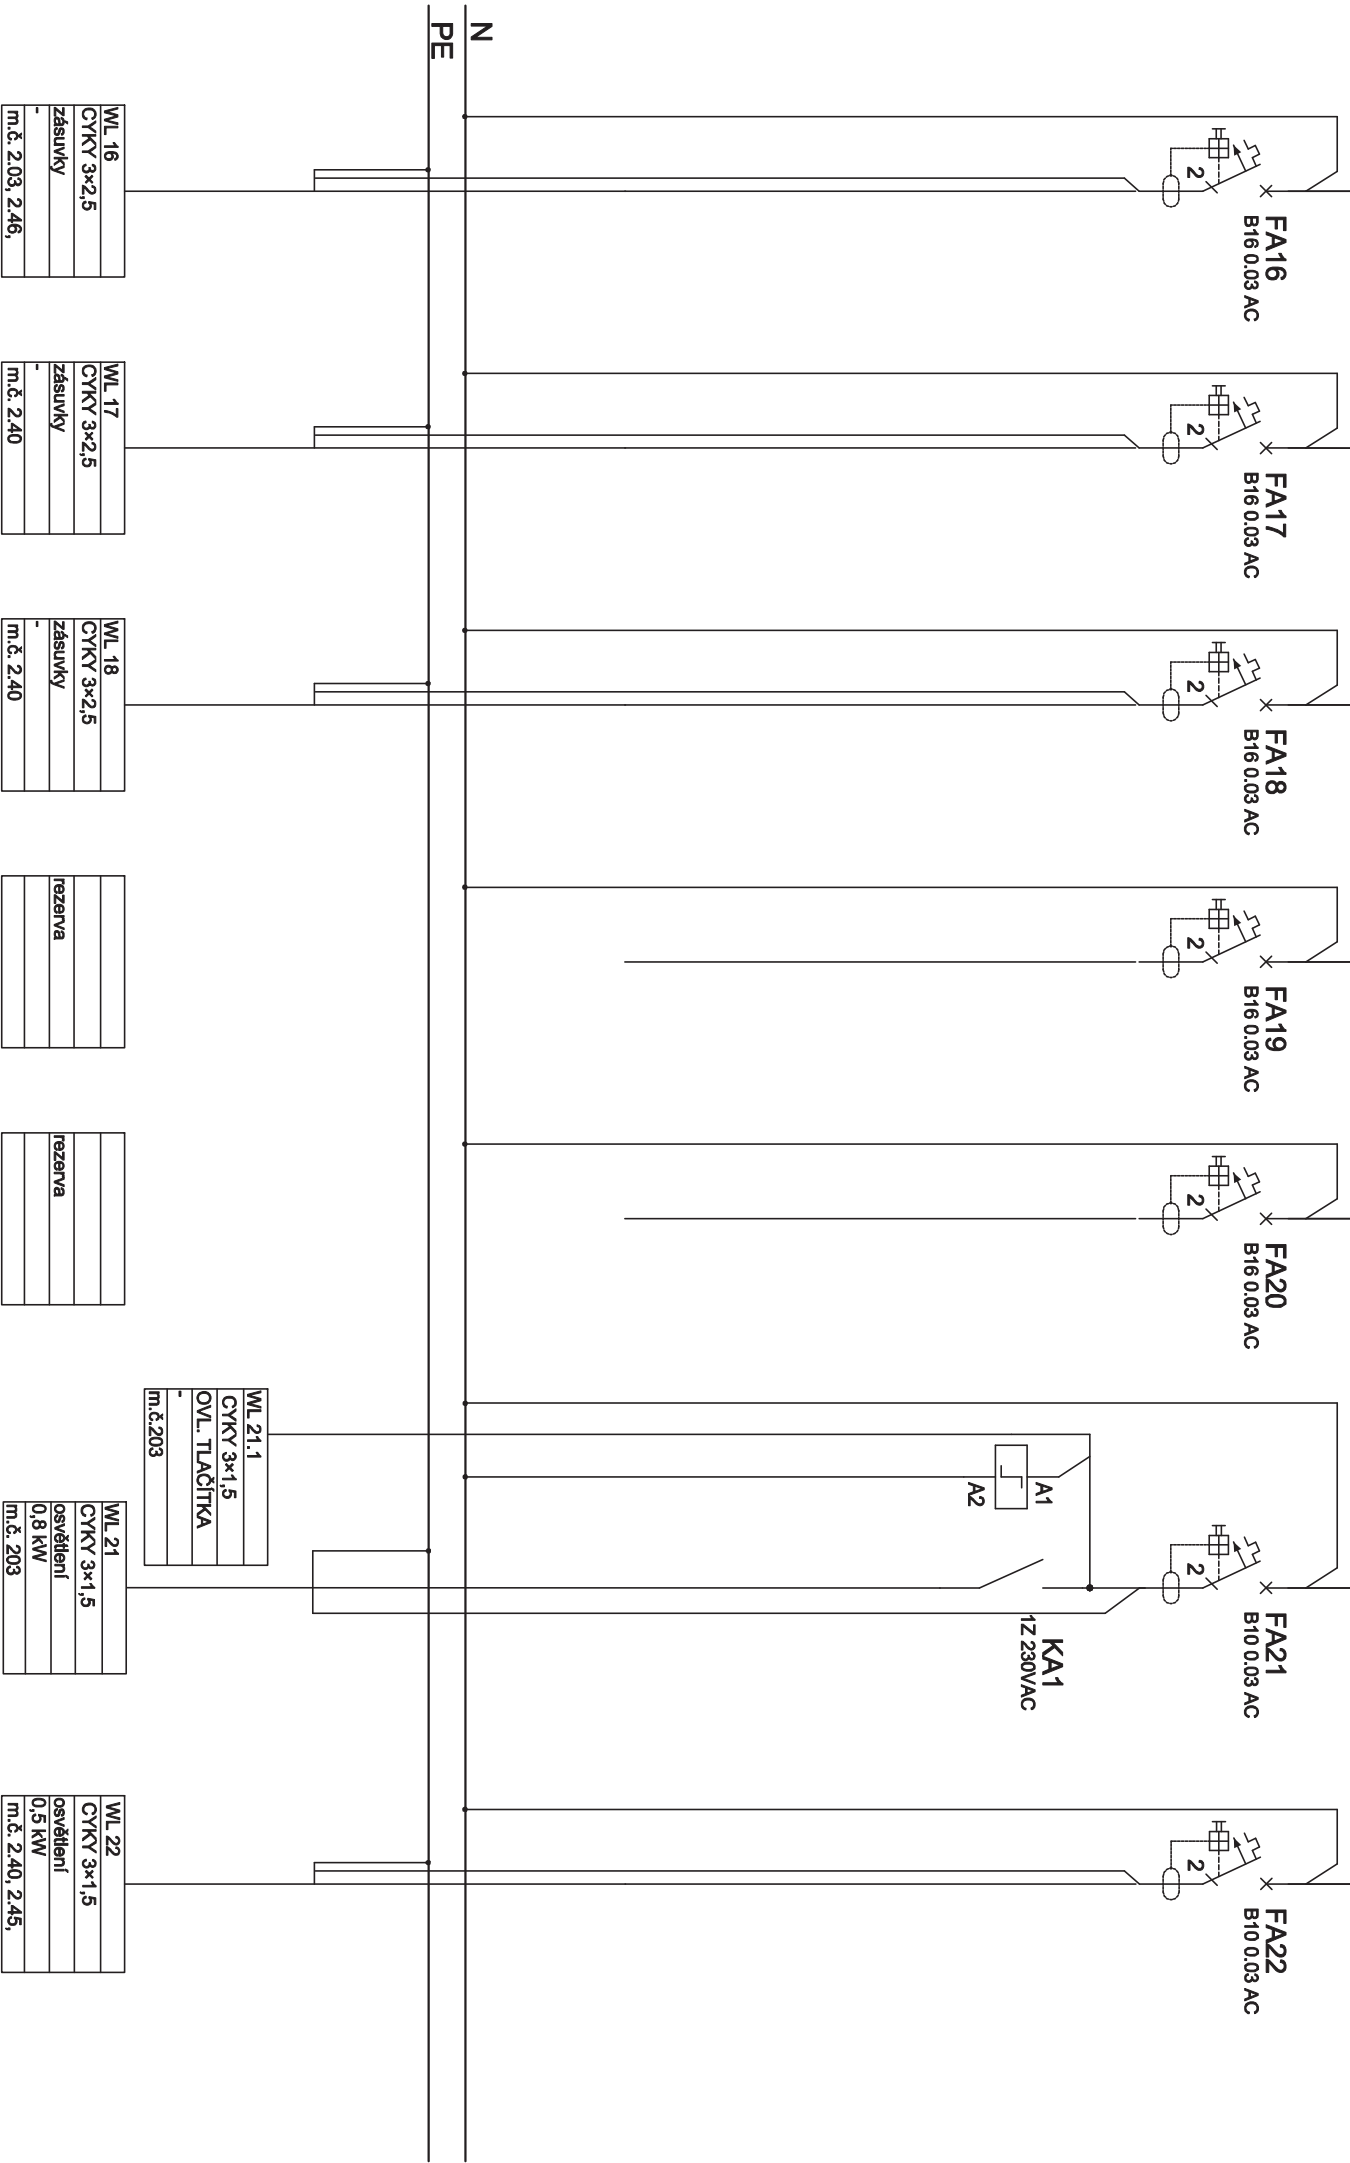 FA16
B16 0.03 AC
2
FA17
B16 0.03 AC
2
FA18
B16 0.03 AC
2
FA19
B16 0.03 AC
2
FA20
B16 0.03 AC
2
FA21
B10 0.03 AC
2
FA22
B10 0.03 AC
2
KA1
1Z 230VAC
A1
A2
N
PE
WL 21.1
CYKY 3×1,5
OVL. TLAČÍTKA
-
m.č.203
WL 16
CYKY 3×2,5
zásuvky
-
m.č. 2.03, 2.46,
WL 17
CYKY 3×2,5
zásuvky
-
m.č. 2.40
WL 18
CYKY 3×2,5
zásuvky
-
m.č. 2.40
rezerva
rezerva
WL 21
CYKY 3×1,5
osvětlení
0,8 kW
m.č. 203
WL 22
CYKY 3×1,5
osvětlení
0,5 kW
m.č. 2.40, 2.45,